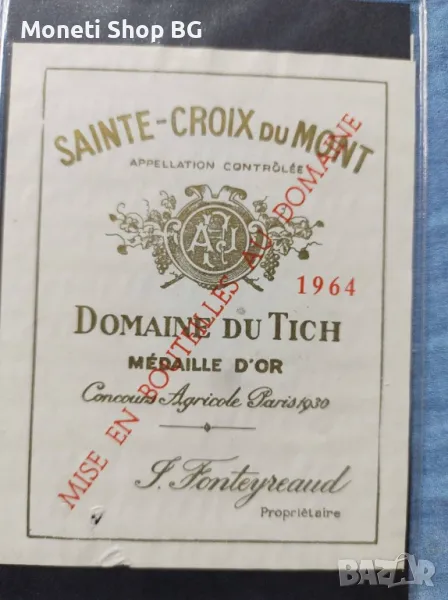 Moneti Shop BG
SAINTE-CROIX DU MONT
APPELLATION CONTRÔLÉE
1964
DOMAINE DU TICH
MÉDAILLE D'OR
Concours Agricole Paris 1930
J. Fonteyreaud
Propriétaire
MISE EN BOUTEILLES AU DOMAINE
BAZAR